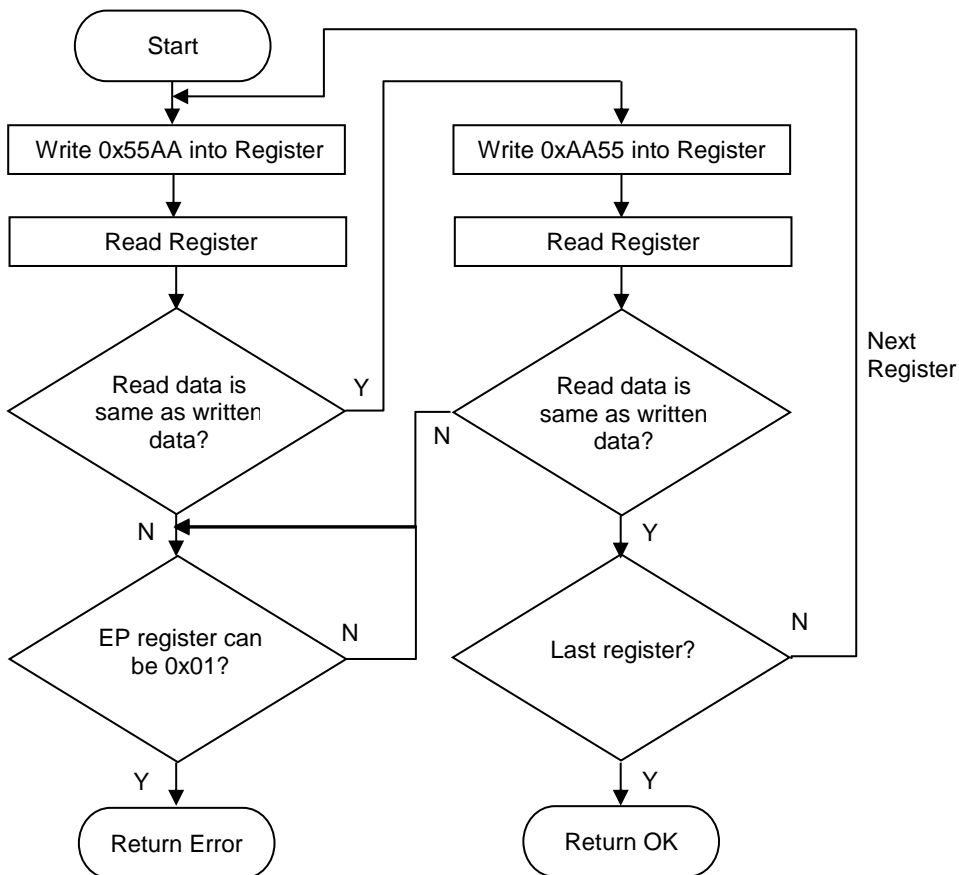 Start
Write 0x55AA into Register
Read Register
Read data is
same as written
data?
Y
N
EP register can
be 0x01?
N
Y
Return Error
Write 0xAA55 into Register
Read Register
Read data is
same as written
data?
N
Y
Last register?
N
Next
Register
Y
Return OK